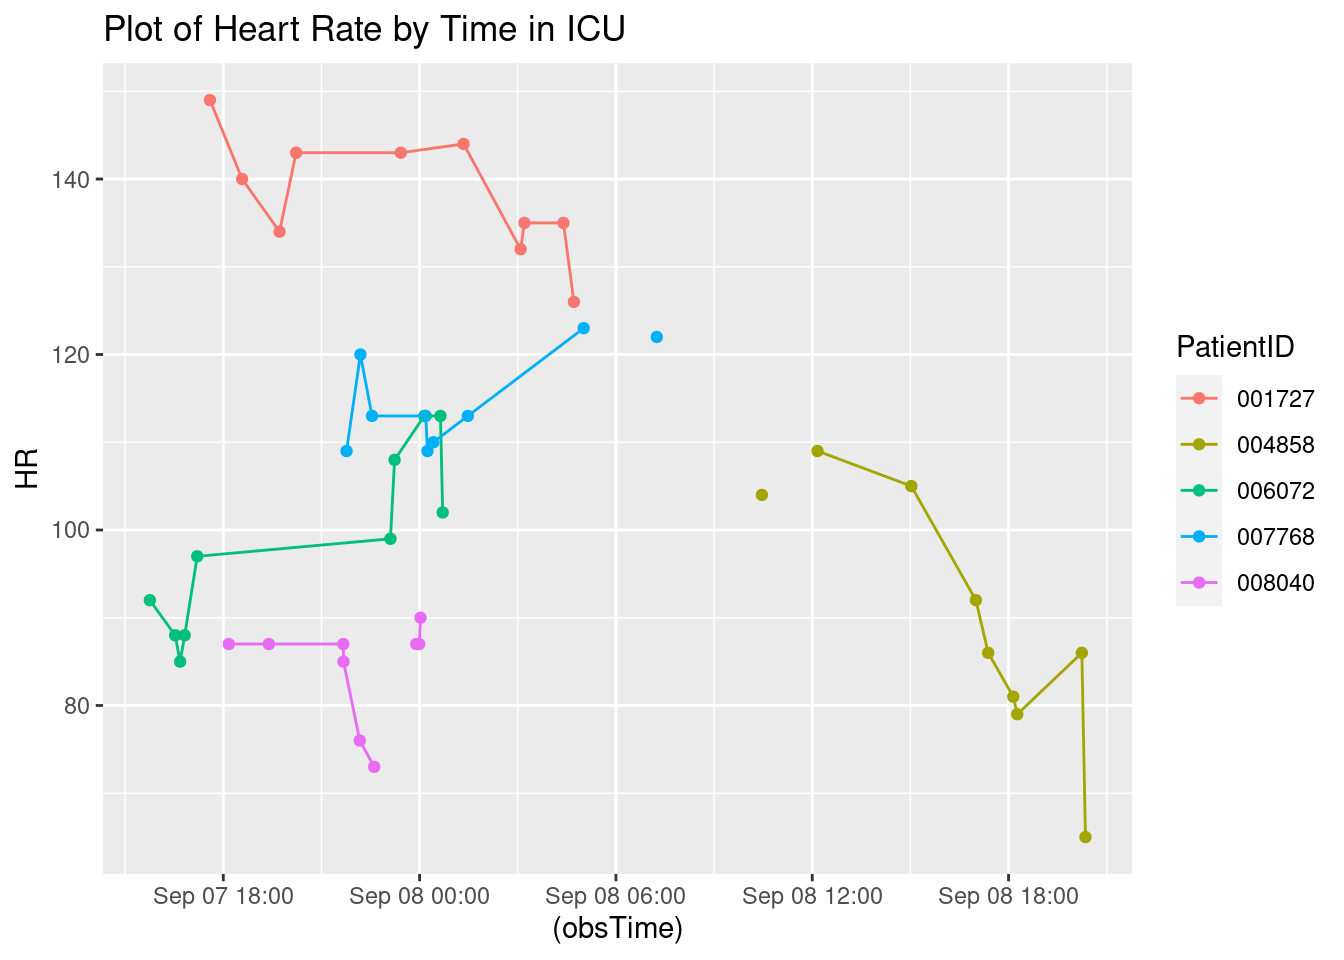 Plot of Heart Rate by Time in ICU
HR
140
120
100
80
Sep 07 18:00
Sep 08 00:00
Sep 08 06:00
Sep 08 12:00
Sep 08 18:00
(obsTime)
PatientID
001727
004858
006072
007768
008040